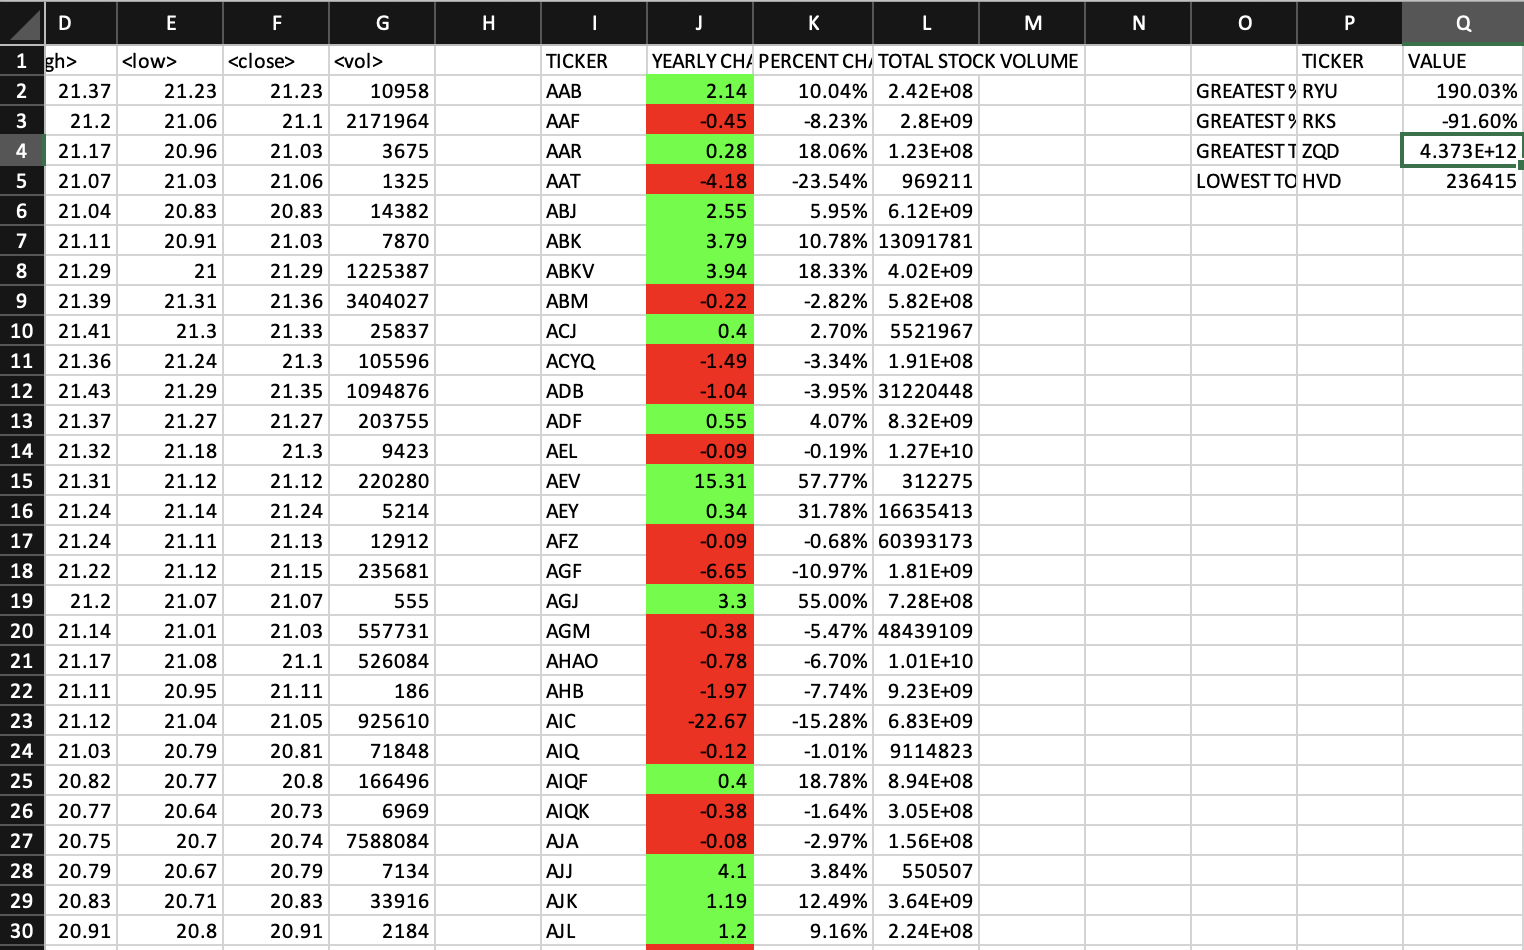 D E F G H I J K L M N O P Q
1 gh> <low> <close> <vol> TICKER YEARLY CHA PERCENT CHA TOTAL STOCK VOLUME TICKER VALUE
2 21.37 21.23 21.23 10958 AAB 2.14 10.04% 2.42E+08 GREATEST % RYU 190.03%
3 21.2 21.06 21.1 2171964 AAF -0.45 -8.23% 2.8E+09 GREATEST % RKS -91.60%
4 21.17 20.96 21.03 3675 AAR 0.28 18.06% 1.23E+08 GREATEST T ZQD 4.373E+12
5 21.07 21.03 21.06 1325 AAT -4.18 -23.54% 969211 LOWEST TO HVD 236415
6 21.04 20.83 20.83 14382 ABJ 2.55 5.95% 6.12E+09
7 21.11 20.91 21.03 7870 ABK 3.79 10.78% 13091781
8 21.29 21 21.29 1225387 ABKV 3.94 18.33% 4.02E+09
9 21.39 21.31 21.36 3404027 ABM -0.22 -2.82% 5.82E+08
10 21.41 21.3 21.33 25837 ACJ 0.4 2.70% 5521967
11 21.36 21.24 21.3 105596 ACYQ -1.49 -3.34% 1.91E+08
12 21.43 21.29 21.35 1094876 ADB -1.04 -3.95% 31220448
13 21.37 21.27 21.27 203755 ADF 0.55 4.07% 8.32E+09
14 21.32 21.18 21.3 9423 AEL -0.09 -0.19% 1.27E+10
15 21.31 21.12 21.12 220280 AEV 15.31 57.77% 312275
16 21.24 21.14 21.24 5214 AEY 0.34 31.78% 16635413
17 21.24 21.11 21.13 12912 AFZ -0.09 -0.68% 60393173
18 21.22 21.12 21.15 235681 AGF -6.65 -10.97% 1.81E+09
19 21.2 21.07 21.07 555 AGJ 3.3 55.00% 7.28E+08
20 21.14 21.01 21.03 557731 AGM -0.38 -5.47% 48439109
21 21.17 21.08 21.1 526084 AHAO -0.78 -6.70% 1.01E+10
22 21.11 20.95 21.11 186 AHB -1.97 -7.74% 9.23E+09
23 21.12 21.04 21.05 925610 AIC -22.67 -15.28% 6.83E+09
24 21.03 20.79 20.81 71848 AIQ -0.12 -1.01% 9114823
25 20.82 20.77 20.8 166496 AIQF 0.4 18.78% 8.94E+08
26 20.77 20.64 20.73 6969 AIQK -0.38 -1.64% 3.05E+08
27 20.75 20.7 20.74 7588084 AJA -0.08 -2.97% 1.56E+08
28 20.79 20.67 20.79 7134 AJJ 4.1 3.84% 550507
29 20.83 20.71 20.83 33916 AJK 1.19 12.49% 3.64E+09
30 20.91 20.8 20.91 2184 AJL 1.2 9.16% 2.24E+08